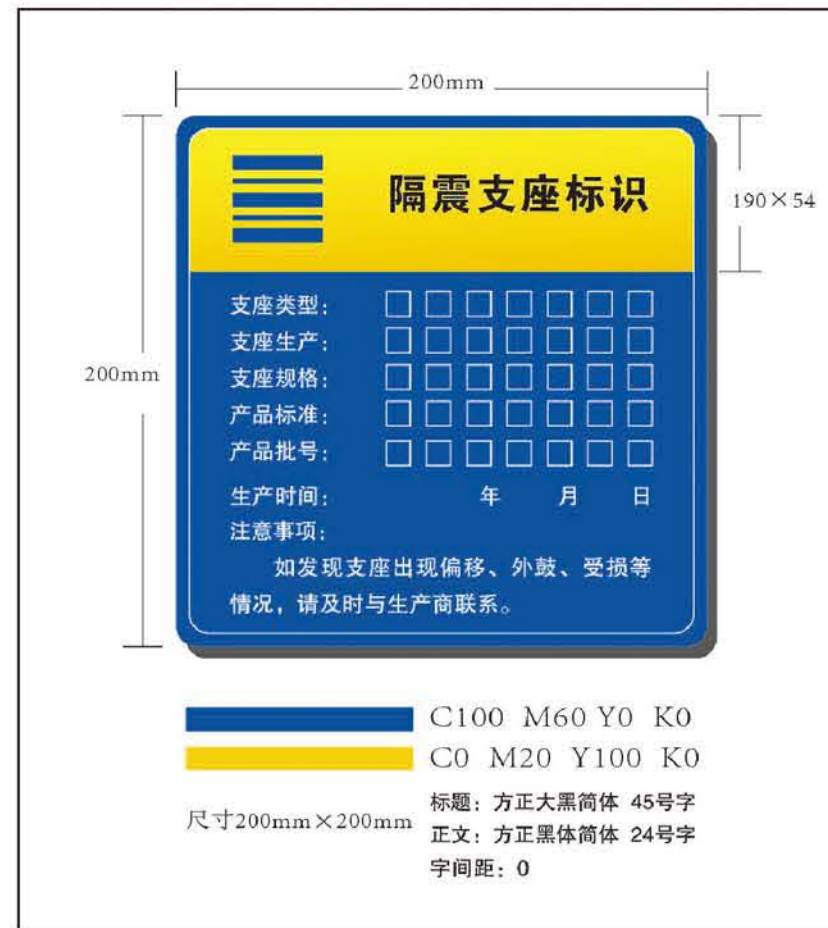 200mm
隔震支座标识
190×54
支座类型：□□□□□□□
支座生产：□□□□□□□
200mm
支座规格：□□□□□□□
产品标准：□□□□□□□
产品批号：□□□□□□□
生产时间： 年 月 日
注意事项：
如发现支座出现偏移、外鼓、受损等
情况，请及时与生产商联系。
C100 M60 Y0 K0
C0 M20 Y100 K0
尺寸200mm×200mm
标题：方正大黑简体 45号字
正文：方正黑体简体 24号字
字间距：0